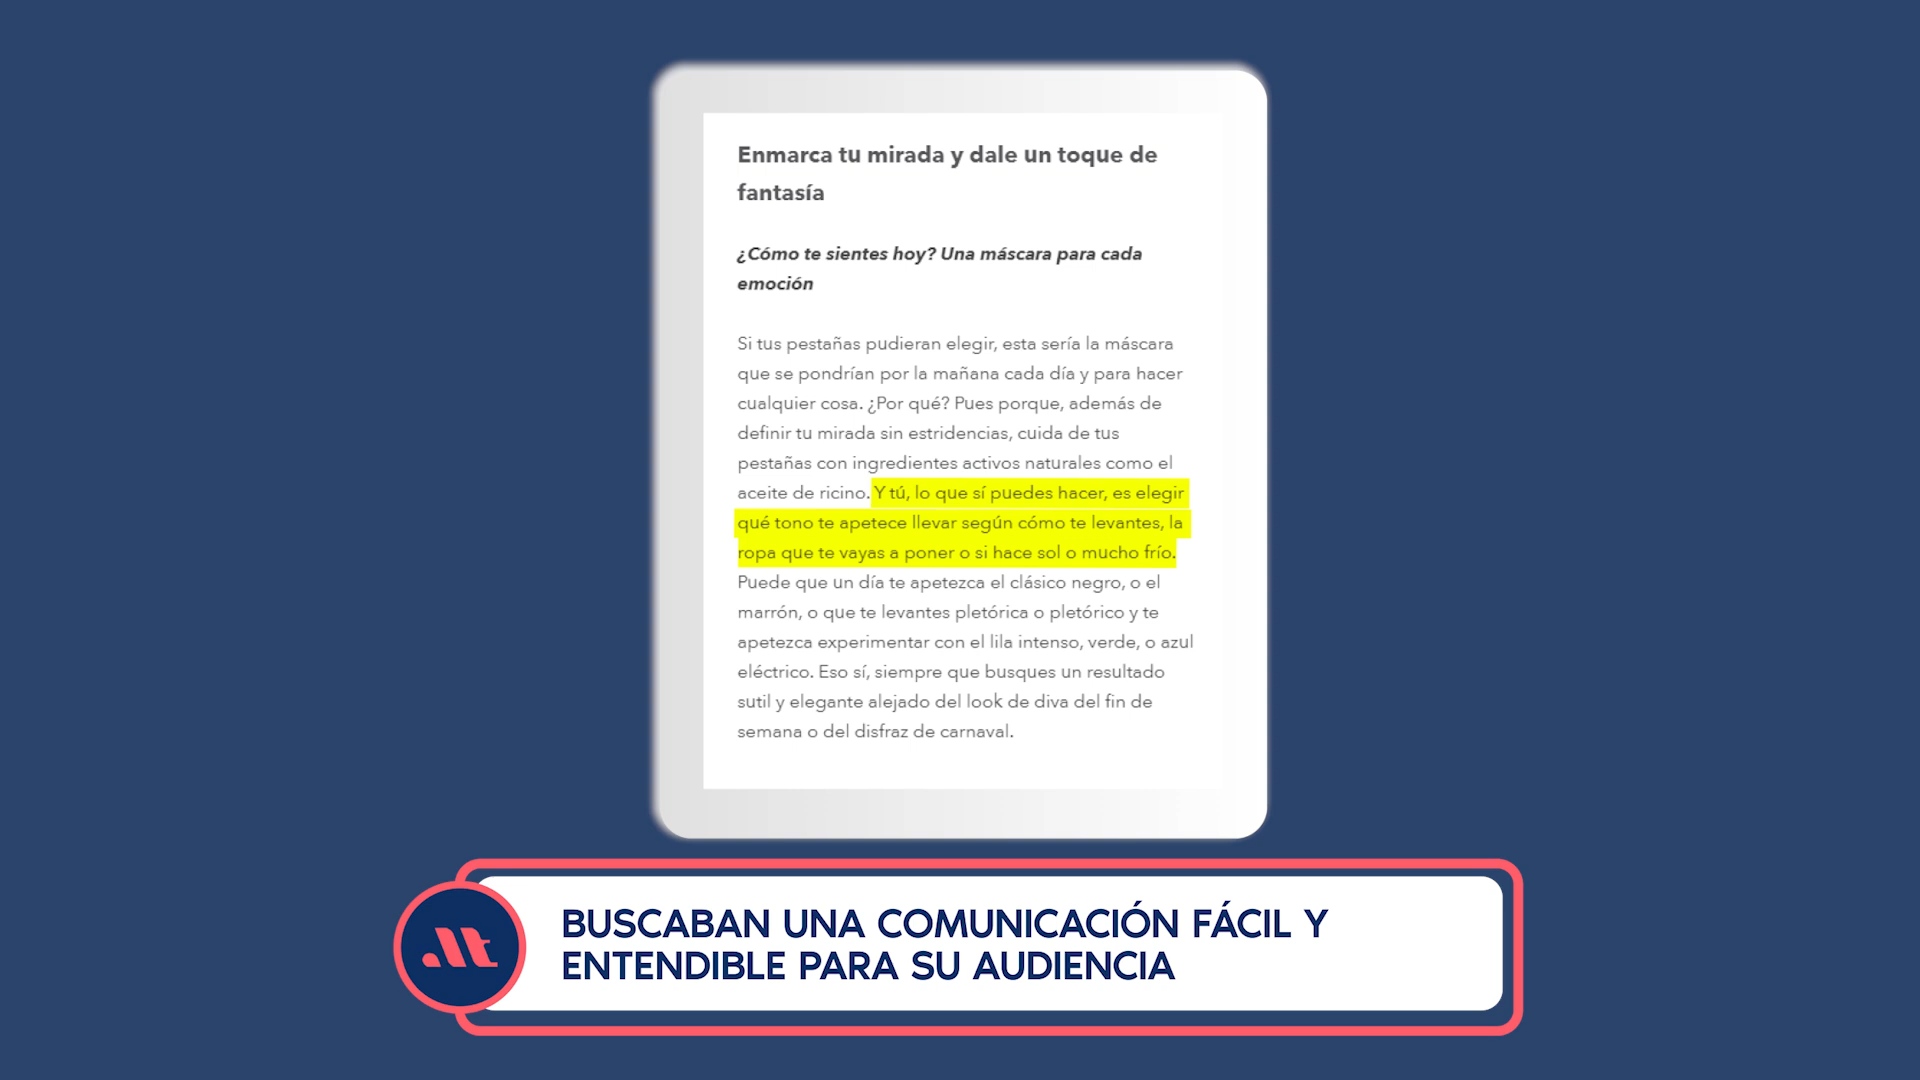 Enmarca tu mirada y dale un toque de
fantasía
¿Cómo te sientes hoy? Una máscara para cada
emoción
Si tus pestañas pudieran elegir, esta sería la máscara
que se pondrían por la mañana cada día y para hacer
cualquier cosa. ¿Por qué? Pues porque, además de
definir tu mirada sin estridencias, cuida de tus
pestañas con ingredientes activos naturales como el
aceite de ricino. Y tú, lo que sí puedes hacer, es elegir
qué tono te apetece llevar según cómo te levantes, la
ropa que te vayas a poner o si hace sol o mucho frío.
Puede que un día te apetezca el clásico negro, o el
marrón, o que te levantes pletórica o pletórico y te
apetezca experimentar con el lila intenso, verde, o azul
eléctrico. Eso sí, siempre que busques un resultado
sutil y elegante alejado del look de diva del fin de
semana o del disfraz de carnaval.
BUSCABAN UNA COMUNICACIÓN FÁCIL Y
ENTENDIBLE PARA SU AUDIENCIA